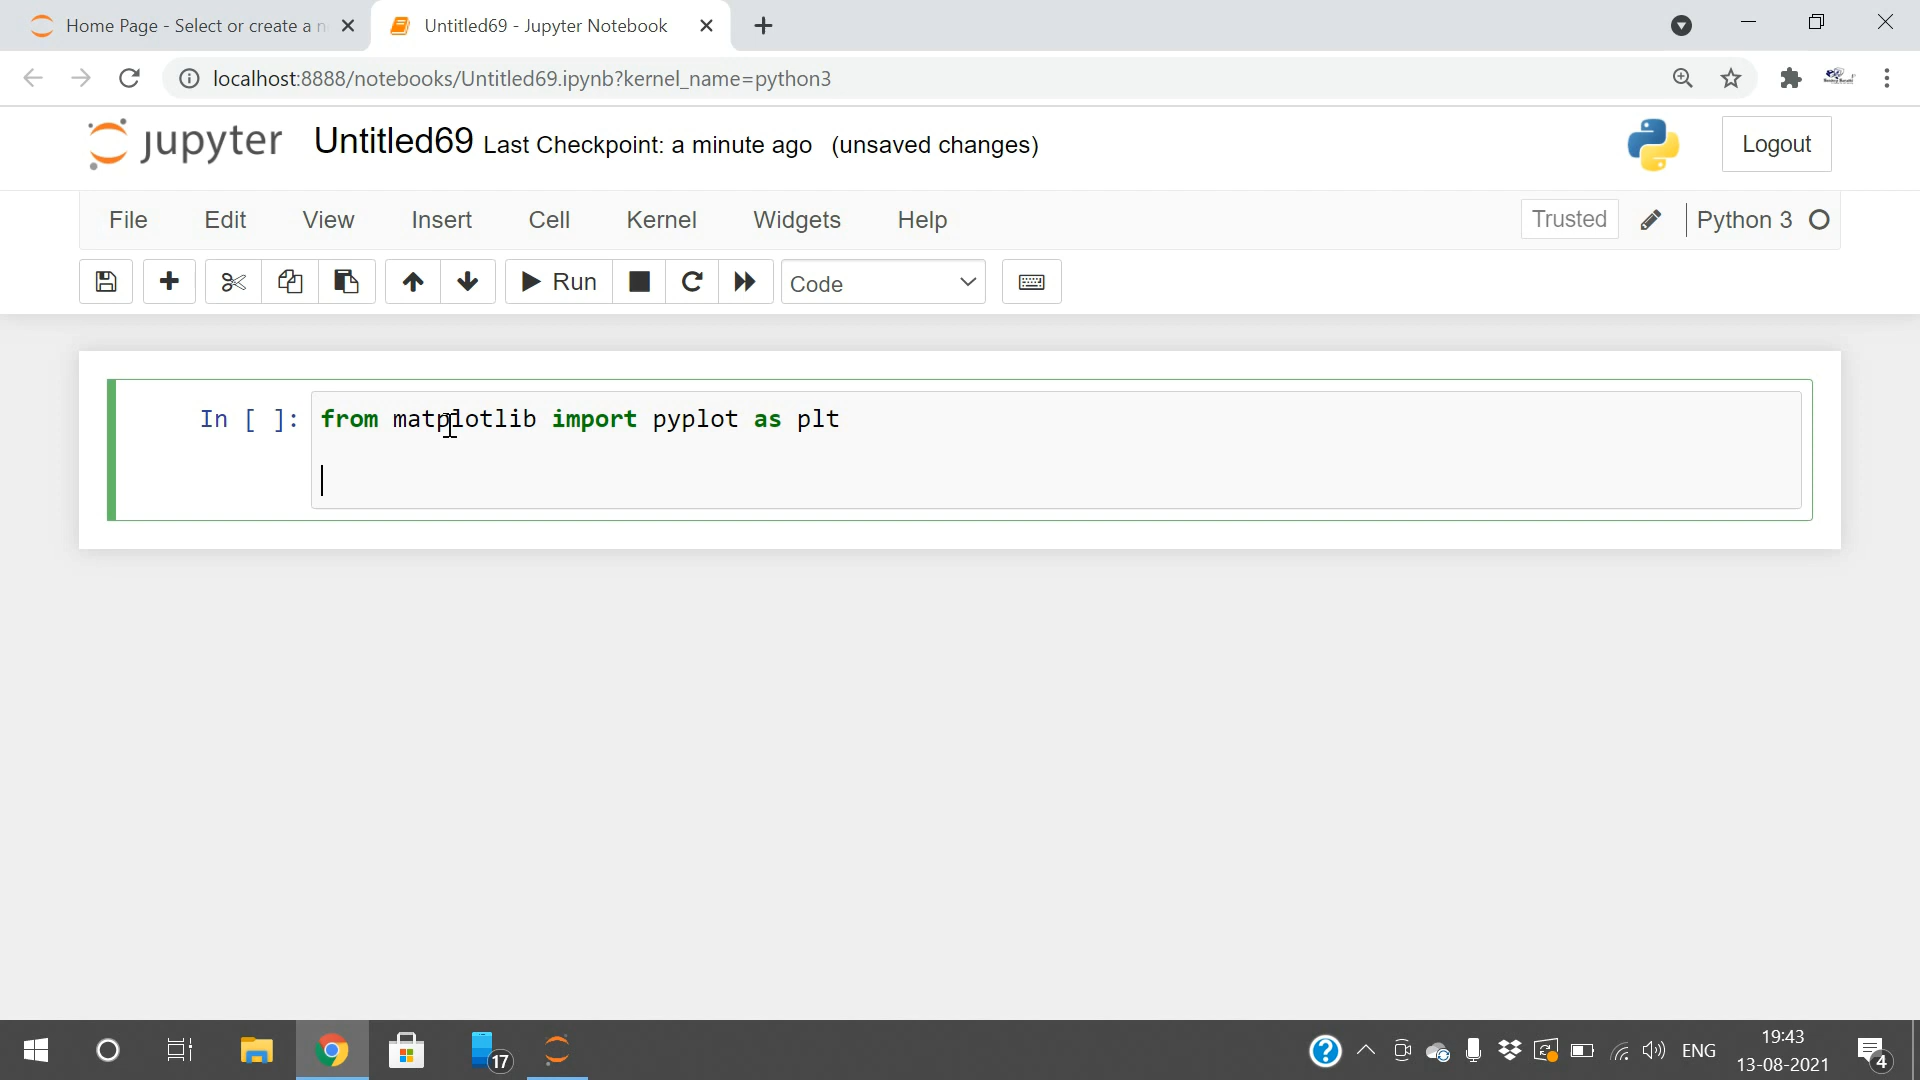 Home Page - Select or create a n
Untitled69 - Jupyter Notebook
localhost:8888/notebooks/Untitled69.ipynb?kernel_name=python3
jupyter Untitled69 Last Checkpoint: a minute ago (unsaved changes)
Logout
File Edit View Insert Cell Kernel Widgets Help
Trusted Python 3
Run Code
In [ ]: from matplotlib import pyplot as plt
17
ENG
19:43
13-08-2021
4